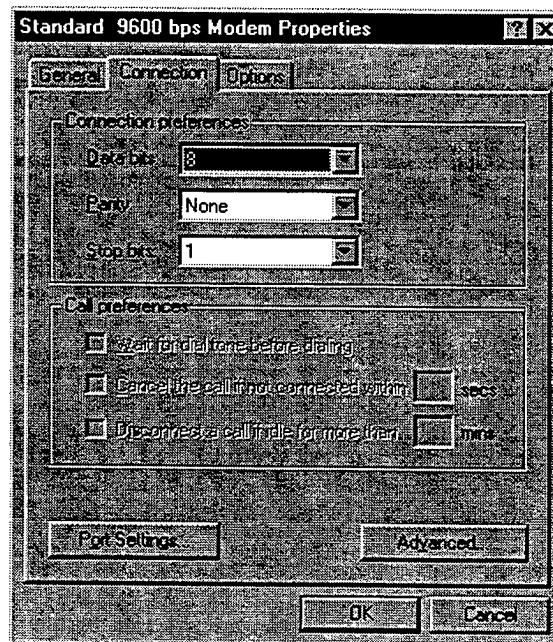 Standard 9600 bps Modem Properties
General Connection Options
Connection preferences
Data bits: 8
Parity: None
Stop bits: 1
Call preferences
Wait for dial tone before dialing
Cancel the call if not connected within secs
Disconnect a call if idle for more than mins
Port Settings...
Advanced...
OK Cancel